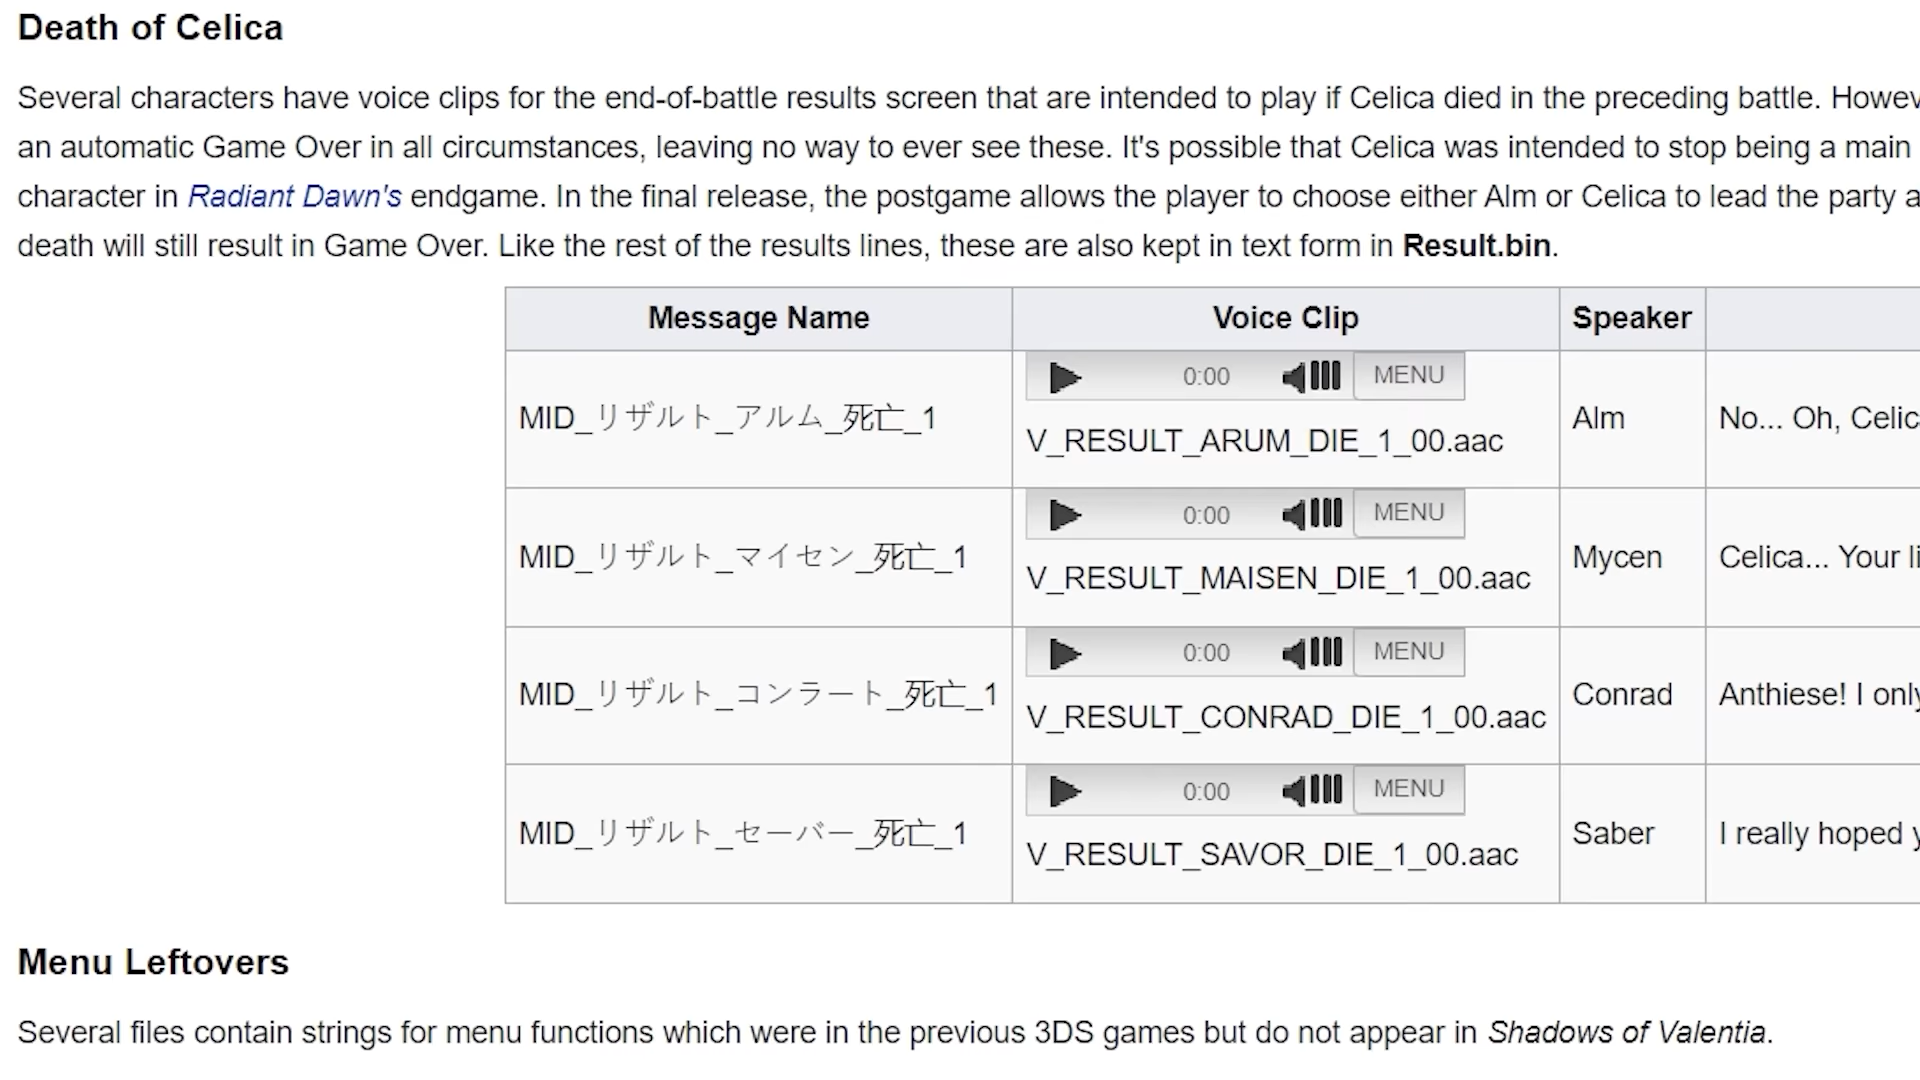 Death of Celica
Several characters have voice clips for the end-of-battle results screen that are intended to play if Celica died in the preceding battle.
an automatic Game Over in all circumstances, leaving no way to ever see these. It's possible that Celica was intended to stop being a main
character in Radiant Dawn's endgame. In the final release, the postgame allows the player to choose either Alm or Celica to lead the party
death will still result in Game Over. Like the rest of the results lines, these are also kept in text form in Result.bin.
Message Name Voice Clip Speaker
MID_リザルト_アルム_死亡_1 0:00 MENU Alm No... Oh,
V_RESULT_ARUM_DIE_1_00.aac
MID_リザルト_マイセン_死亡_1 0:00 MENU Mycen Celica... Your
V_RESULT_MAISEN_DIE_1_00.aac
MID_リザルト_コンラート_死亡_1 0:00 MENU Conrad Anthiese! I
V_RESULT_CONRAD_DIE_1_00.aac
MID_リザルト_セーバー_死亡_1 0:00 MENU Saber I really hoped
V_RESULT_SAVOR_DIE_1_00.aac
Menu Leftovers
Several files contain strings for menu functions which were in the previous 3DS games but do not appear in Shadows of Valentia.